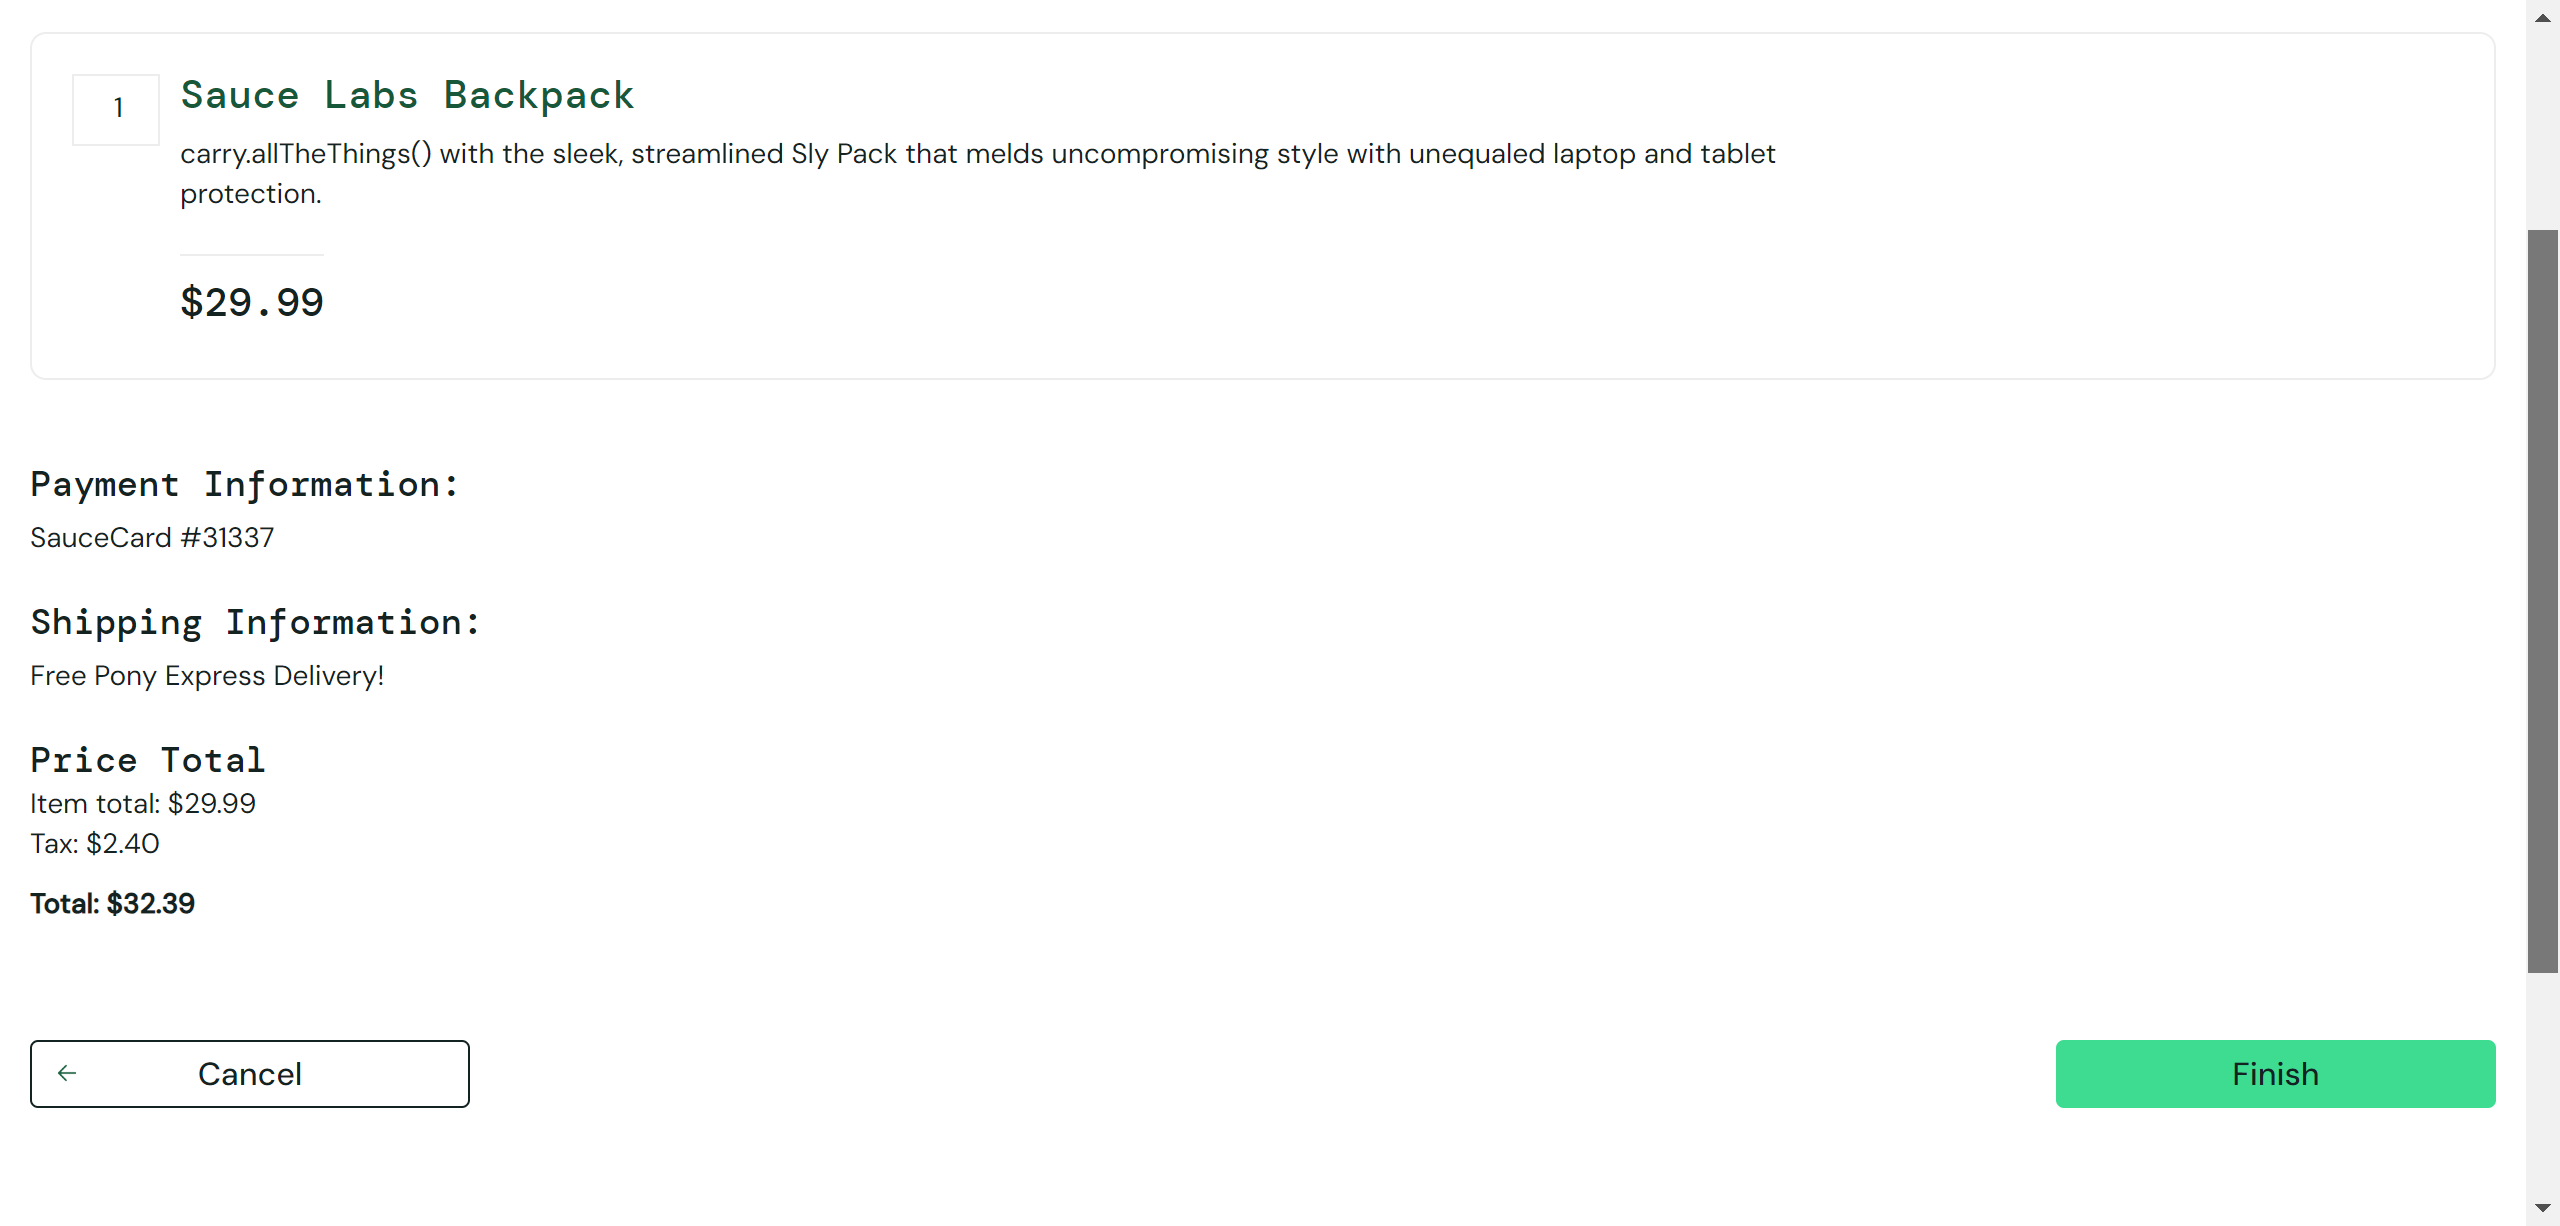 1
Sauce Labs Backpack
carry.allTheThings() with the sleek, streamlined Sly Pack that melds uncompromising style with unequaled laptop and tablet
protection.
$29.99
Payment Information:
SauceCard #31337
Shipping Information:
Free Pony Express Delivery!
Price Total
Item total: $29.99
Tax: $2.40
Total: $32.39
Cancel
Finish